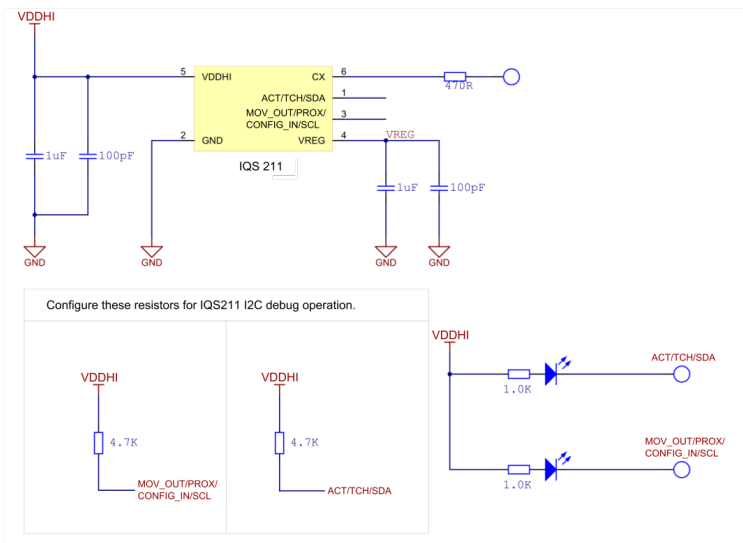 VDDHI
5
VDDHI
CX
6
470R
ACT/TCH/SDA
1
MOV_OUT/PROX/
CONFIG_IN/SCL
3
2
GND
VREG
4
VREG
IQS 211
1uF
100pF
1uF
100pF
GND
GND
GND
GND
Configure these resistors for IQS211 I2C debug operation.
VDDHI
4.7K
MOV_OUT/PROX/
CONFIG_IN/SCL
VDDHI
4.7K
ACT/TCH/SDA
VDDHI
1.0K
ACT/TCH/SDA
1.0K
MOV_OUT/PROX/
CONFIG_IN/SCL